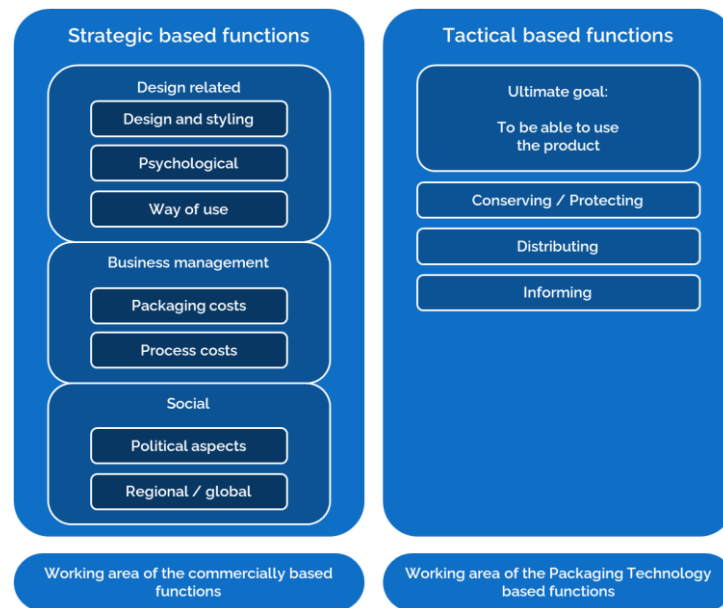 Strategic based functions
Design related
Design and styling
Psychological
Way of use
Business management
Packaging costs
Process costs
Social
Political aspects
Regional / global
Working area of the commercially based
functions
Tactical based functions
Ultimate goal:
To be able to use
the product
Conserving / Protecting
Distributing
Informing
Working area of the Packaging Technology
based functions